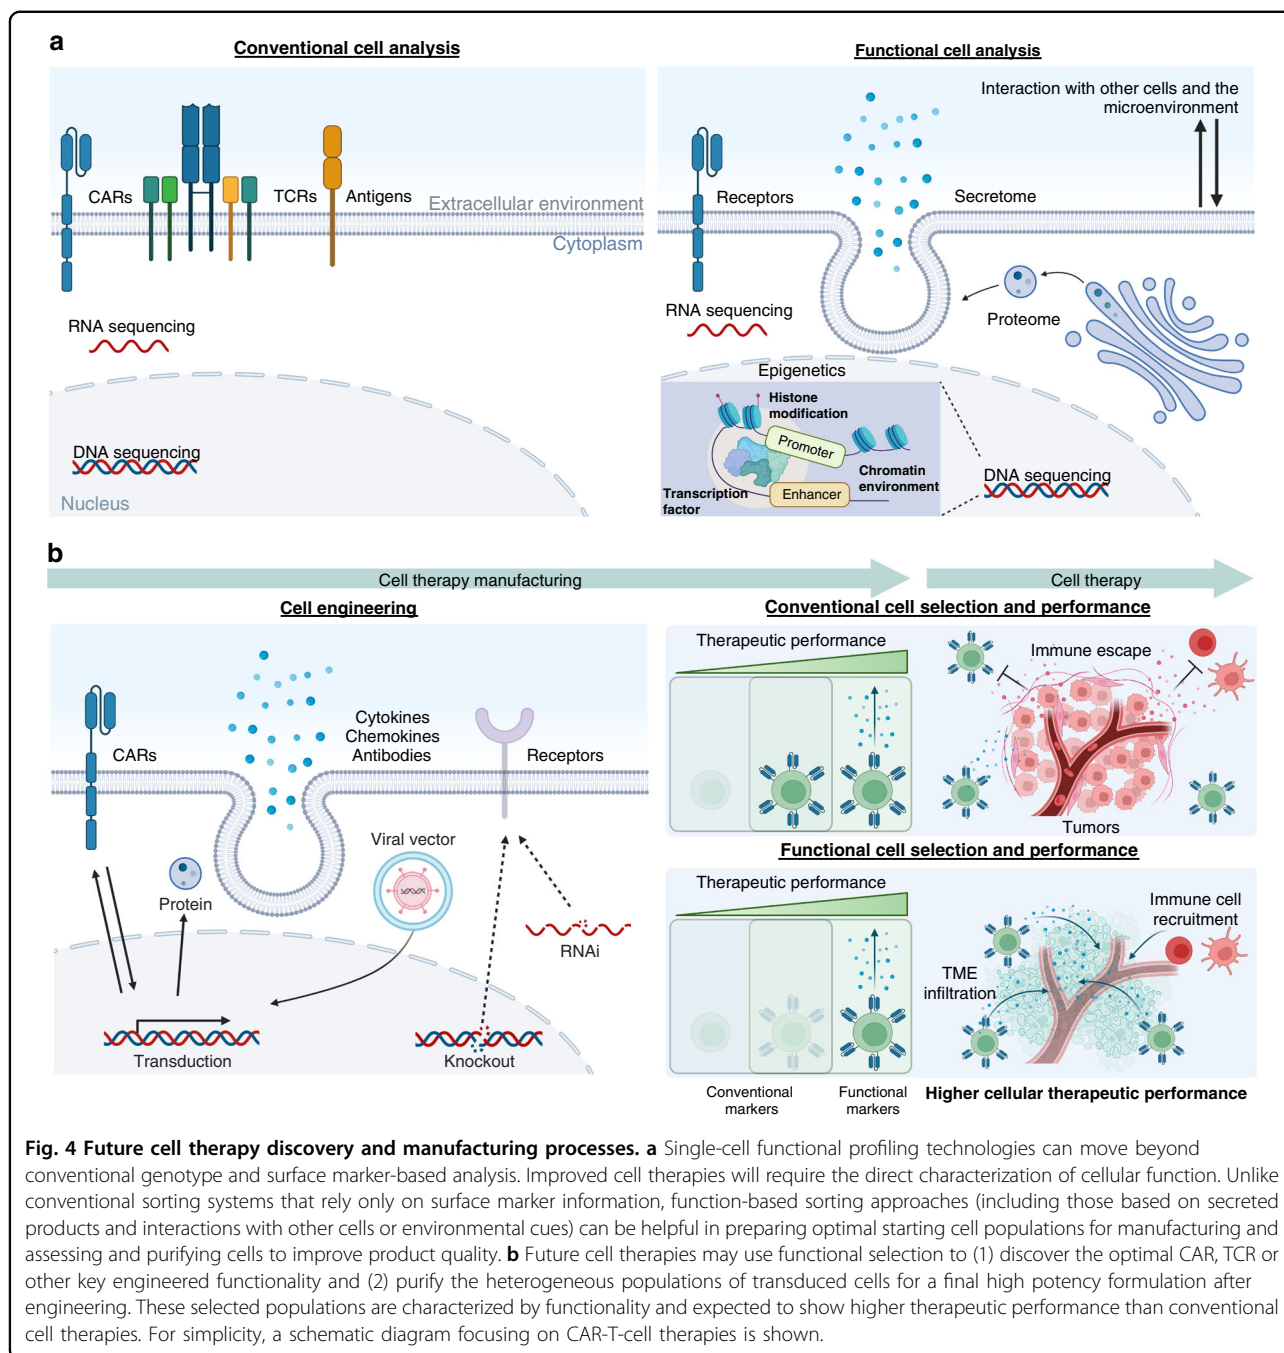 a
Conventional cell analysis
CARs
TCRs
Antigens
Extracellular environment
Cytoplasm
RNA sequencing
DNA sequencing
Nucleus
Functional cell analysis
Interaction with other cells and the
microenvironment
Receptors
Secretome
RNA sequencing
Proteome
Epigenetics
Histone
modification
Promoter
Chromatin
environment
Transcription
factor
Enhancer
DNA sequencing
b
Cell therapy manufacturing
Cell therapy
Cell engineering
CARs
Cytokines
Chemokines
Antibodies
Receptors
Viral vector
Protein
RNAi
Transduction
Knockout
Conventional cell selection and performance
Therapeutic performance
Immune escape
Tumors
Functional cell selection and performance
Therapeutic performance
Immune cell
recruitment
TME
infiltration
Conventional
markers
Functional
markers
Higher cellular therapeutic performance
Fig. 4 Future cell therapy discovery and manufacturing processes. a Single-cell functional profiling technologies can move beyond
conventional genotype and surface marker-based analysis. Improved cell therapies will require the direct characterization of cellular function. Unlike
conventional sorting systems that rely only on surface marker information, function-based sorting approaches (including those based on secreted
products and interactions with other cells or environmental cues) can be helpful in preparing optimal starting cell populations for manufacturing and
assessing and purifying cells to improve product quality. b Future cell therapies may use functional selection to (1) discover the optimal CAR, TCR or
other key engineered functionality and (2) purify the heterogeneous populations of transduced cells for a final high potency formulation after
engineering. These selected populations are characterized by functionality and expected to show higher therapeutic performance than conventional
cell therapies. For simplicity, a schematic diagram focusing on CAR-T-cell therapies is shown.